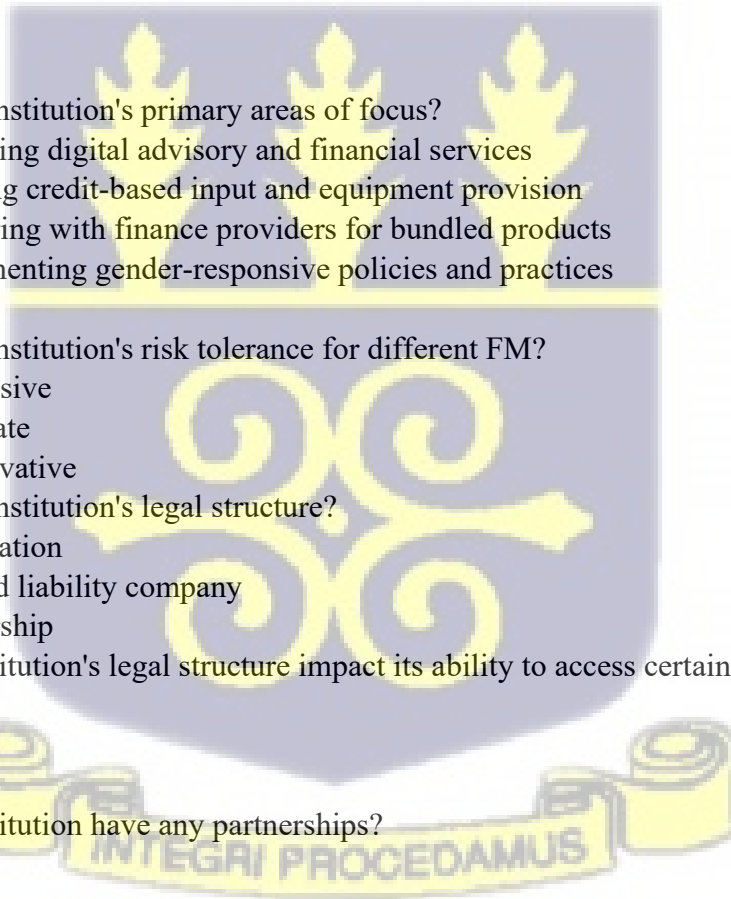 nstitution's primary areas of focus?
ing digital advisory and financial services
g credit-based input and equipment provision
ing with finance providers for bundled products
enting gender-responsive policies and practices
nstitution's risk tolerance for different FM?
sive
ate
vative
nstitution's legal structure?
ation
d liability company
ship
itution's legal structure impact its ability to access certain
itution have any partnerships?
INTEGRI PROCEDAMUS